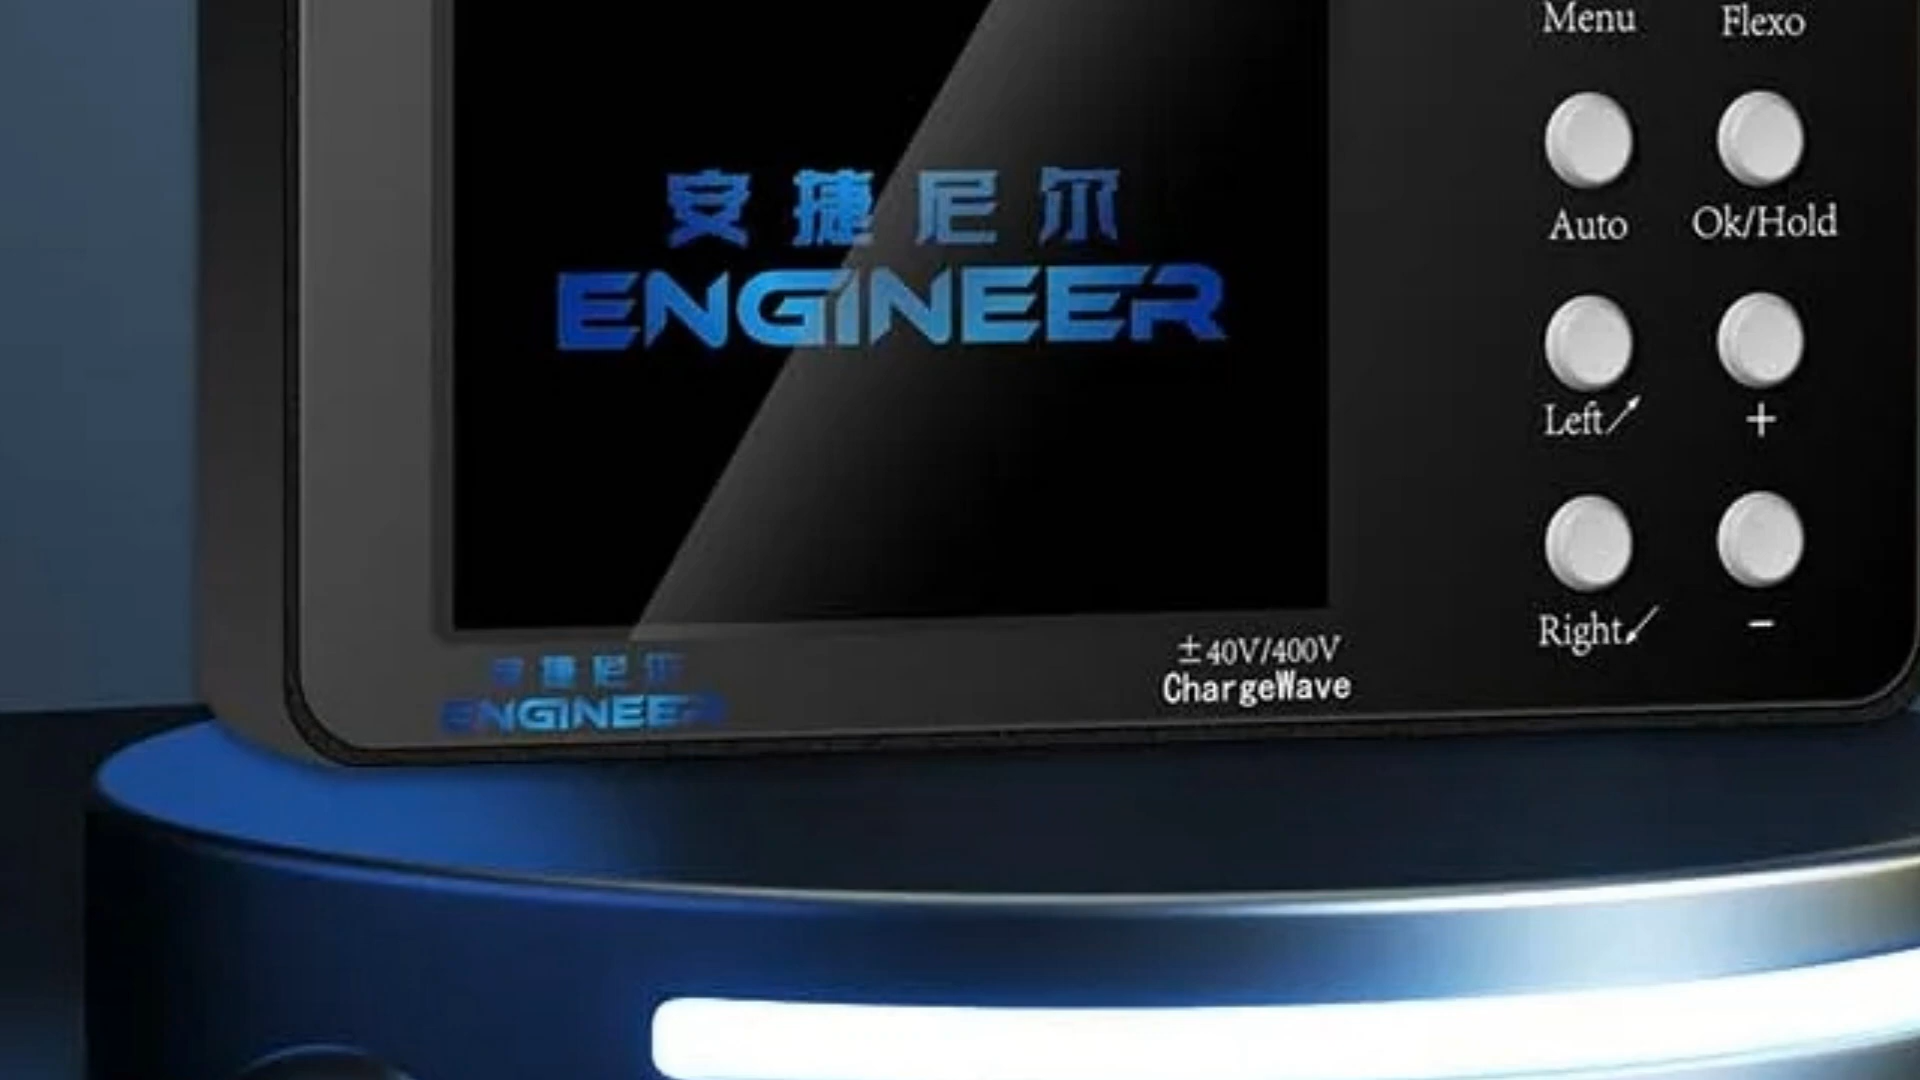 Menu Flexo
安捷尼尔
ENGINEER
Auto Ok/Hold
Left +
Right -
±40V/400V
ChargeWave
安捷尼尔
ENGINEER